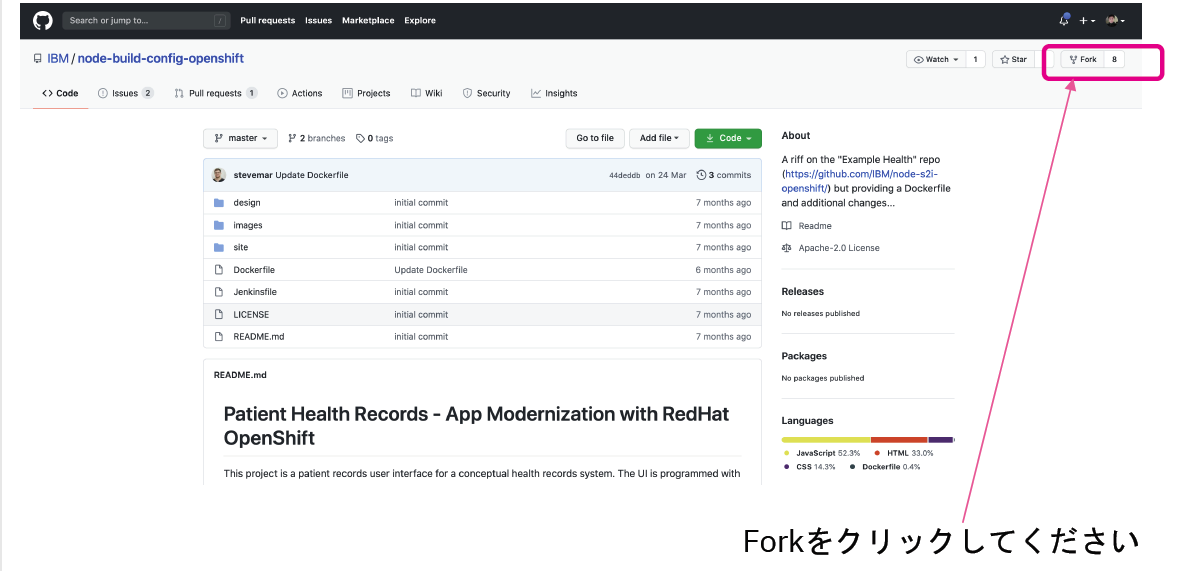 Search or jump to... /
Pull requests Issues Marketplace Explore
IBM / node-build-config-openshift
Watch 1 Star Fork 8
Code Issues 2 Pull requests 1 Actions Projects Wiki Security Insights
master 2 branches 0 tags Go to file Add file Code
stevemar Update Dockerfile 44deddb on 24 Mar 3 commits
design initial commit 7 months ago
images initial commit 7 months ago
site initial commit 7 months ago
Dockerfile Update Dockerfile 6 months ago
Jenkinsfile initial commit 7 months ago
LICENSE initial commit 7 months ago
README.md initial commit 7 months ago
README.md
Patient Health Records - App Modernization with RedHat
OpenShift
This project is a patient records user interface for a conceptual health records system. The UI is programmed with
About
A riff on the "Example Health" repo
(https://github.com/IBM/node-s2i-
openshift/) but providing a Dockerfile
and additional changes...
Readme
Apache-2.0 License
Releases
No releases published
Packages
No packages published
Languages
JavaScript 52.3% HTML 33.0%
CSS 14.3% Dockerfile 0.4%
Forkをクリックしてください